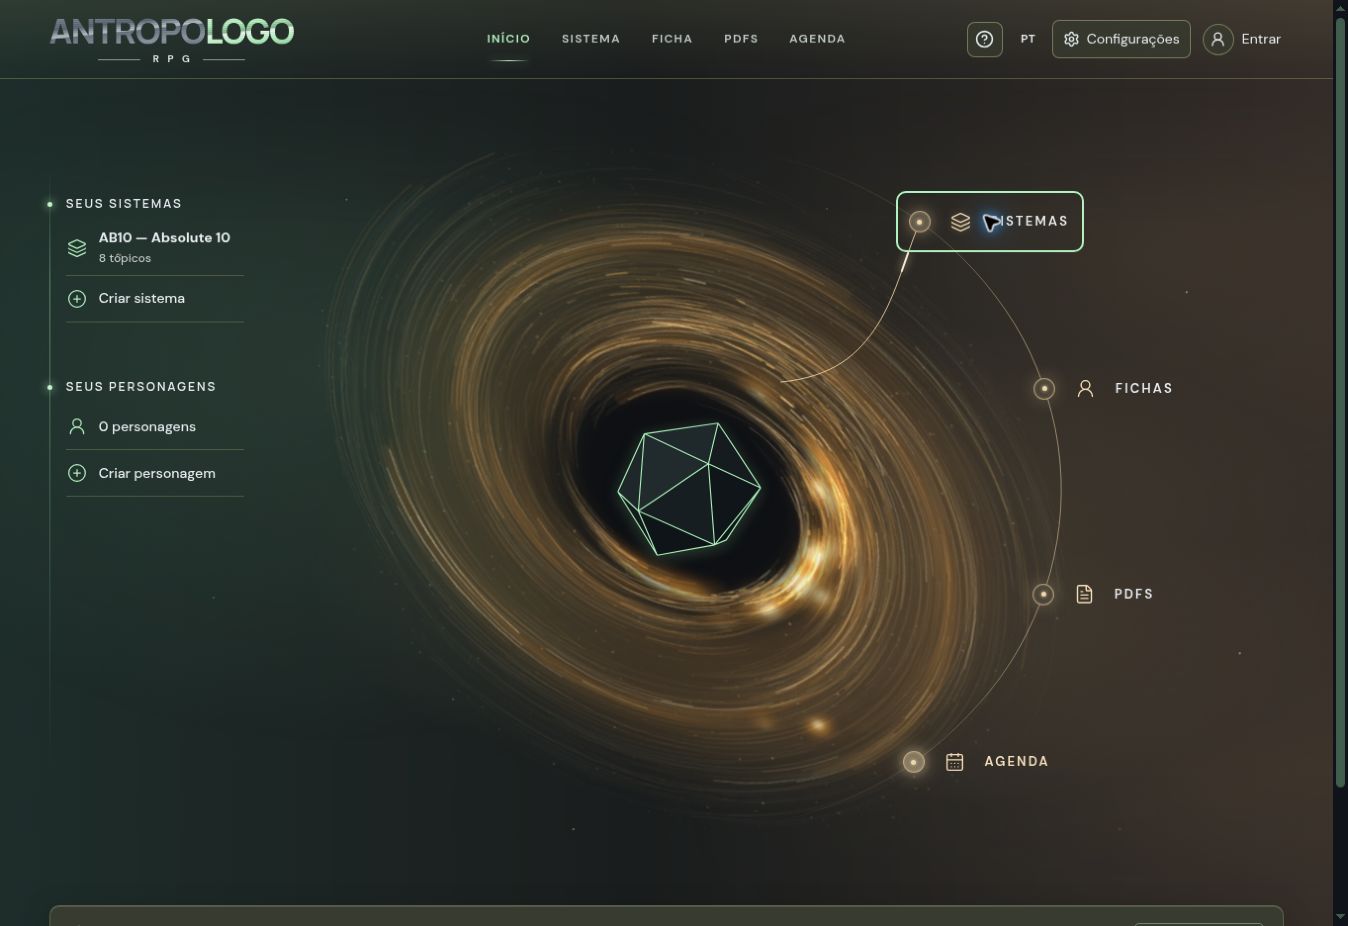 ANTROPOLOGO
RPG
INÍCIO
SISTEMA
FICHA
PDFS
AGENDA
PT
Configurações
Entrar
SEUS SISTEMAS
AB10 — Absolute 10
8 tópicos
Criar sistema
SEUS PERSONAGENS
0 personagens
Criar personagem
SISTEMAS
FICHAS
PDFS
AGENDA